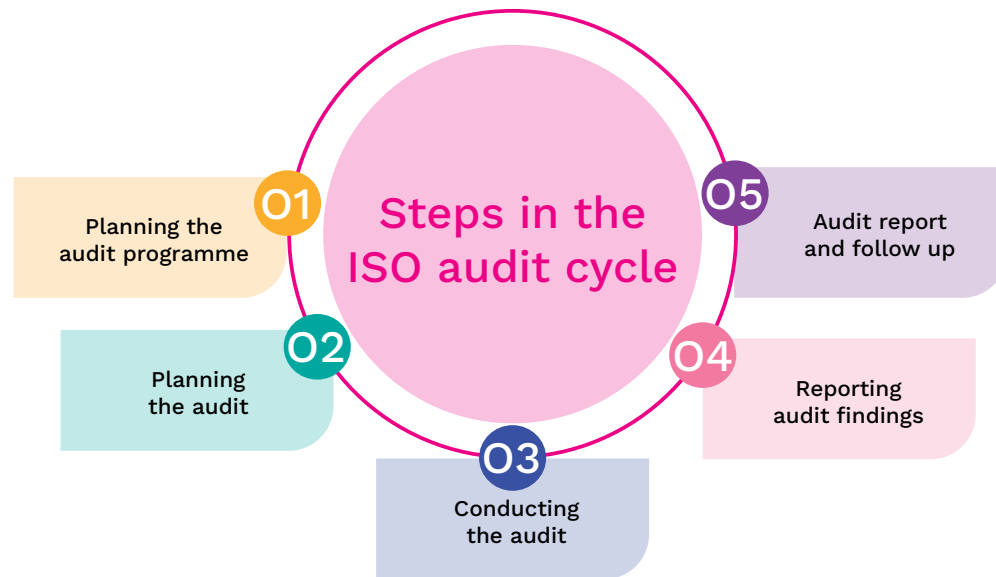 Steps in the
ISO audit cycle
01
Planning the
audit programme
02
Planning
the audit
03
Conducting
the audit
04
Reporting
audit findings
05
Audit report
and follow up